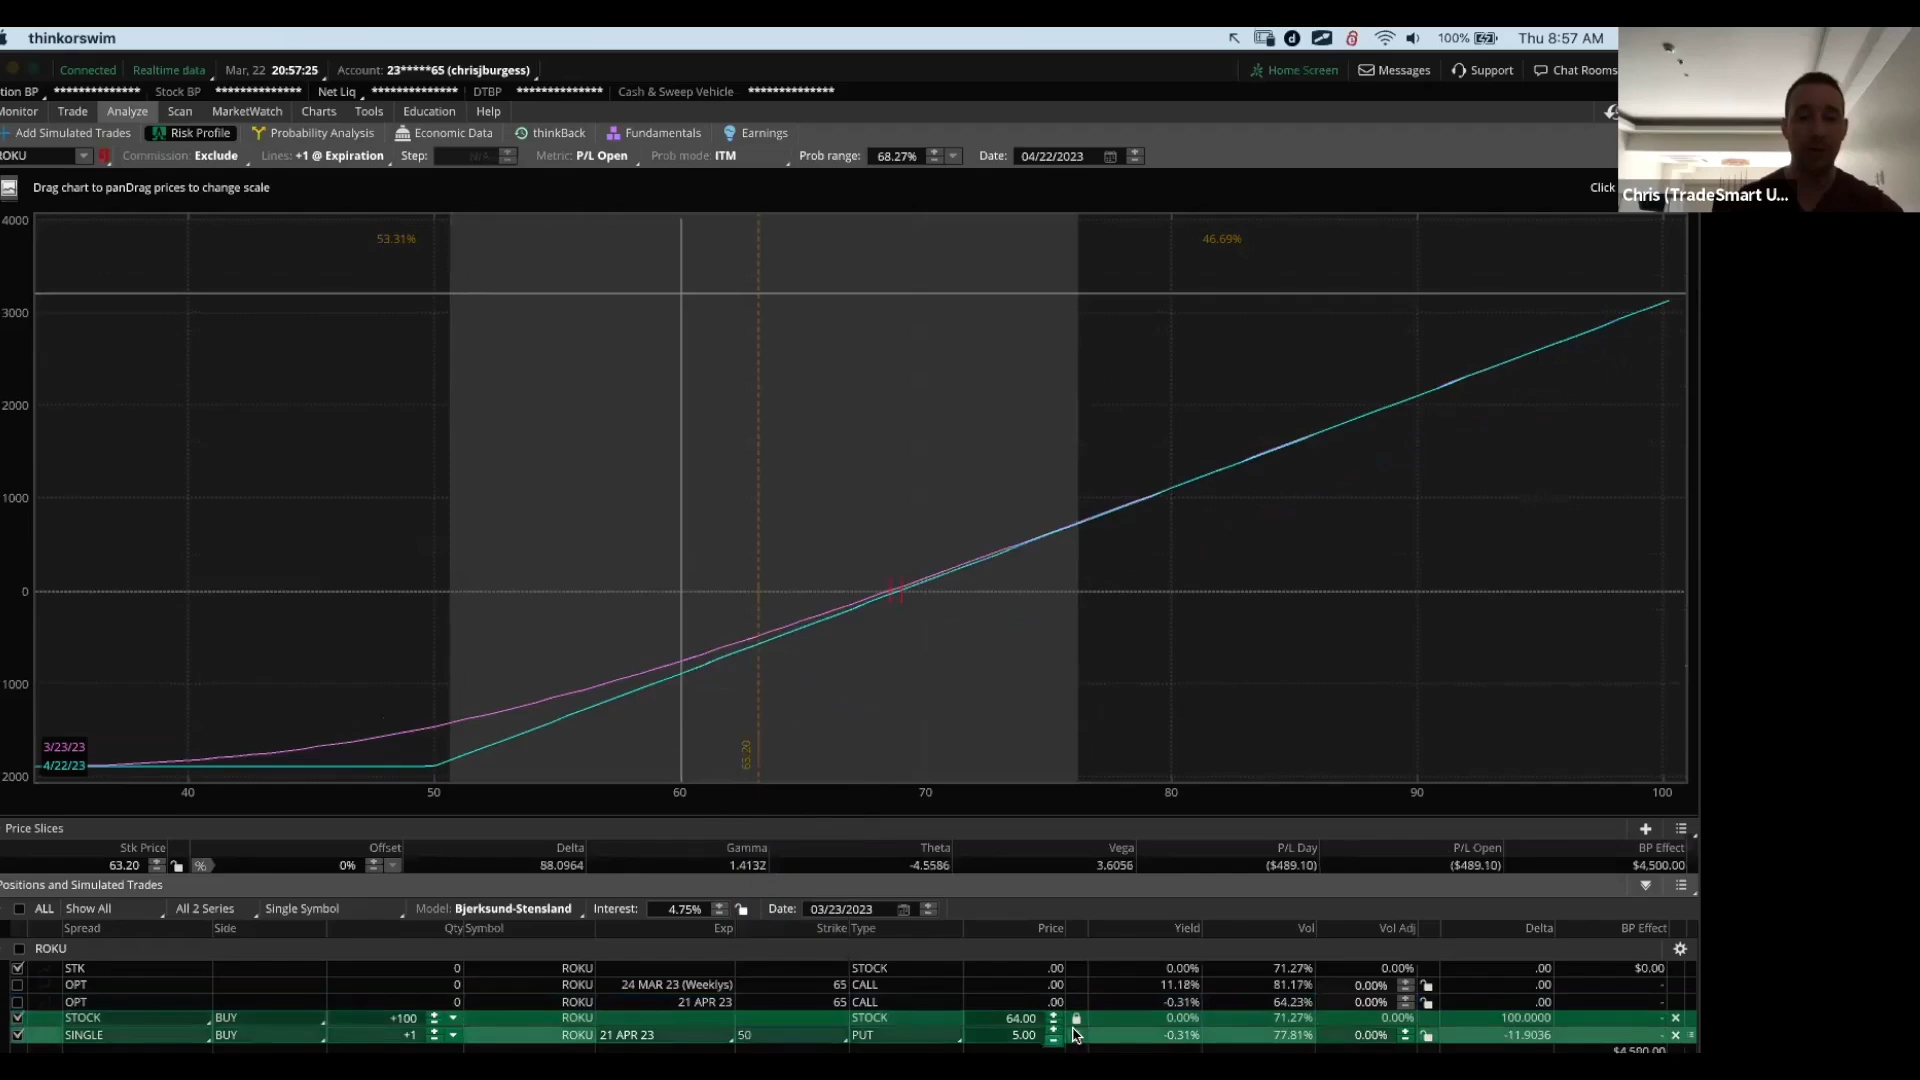 thinkorswim 100% Thu 8:57 AM
Connected Realtime data Mar, 22 20:57:25 Account: 23*****65 (chrisjburgess) Home Screen Messages Support Chat Rooms
tion BP ************** Stock BP ************** Net Liq ************** DTBP ************** Cash & Sweep Vehicle **************
Monitor Trade Analyze Scan MarketWatch Charts Tools Education Help
+ Add Simulated Trades Risk Profile Probability Analysis Economic Data thinkBack Fundamentals Earnings
ROKU Commission: Exclude Lines: +1 @ Expiration Step: N/A Metric: P/L Open Prob mode: ITM Prob range: 68.27% Date: 04/22/2023
Drag chart to panDrag prices to change scale Click
Chris (TradeSmart U...
4000
53.31% 46.69%
3000
2000
1000
0
1000
63.20
3/23/23
4/22/23
2000
40 50 60 70 80 90 100
Price Slices
Stk Price Offset Delta Gamma Theta Vega P/L Day P/L Open BP Effect
63.20 % 0% 88.0964 1.4132 -4.5586 3.6056 ($489.10) ($489.10) $4,500.00
Positions and Simulated Trades
ALL Show All All 2 Series Single Symbol Model: Bjerksund-Stensland Interest: 4.75% Date: 03/23/2023
Spread Side Qty Symbol Exp Strike Type Price Yield Vol Vol Adj Delta BP Effect
ROKU
STK 0 ROKU STOCK .00 0.00% 71.27% 0.00% .00 $0.00
OPT 0 ROKU 24 MAR 23 (Weeklys) 65 CALL .00 11.18% 81.17% 0.00% .00 -
OPT 0 ROKU 21 APR 23 65 CALL .00 -0.31% 64.23% 0.00% .00 -
STOCK BUY +100 ROKU STOCK 64.00 0.00% 71.27% 0.00% 100.0000 -
SINGLE BUY +1 ROKU 21 APR 23 50 PUT 5.00 -0.31% 77.81% 0.00% -11.9036 -
$4,500.00